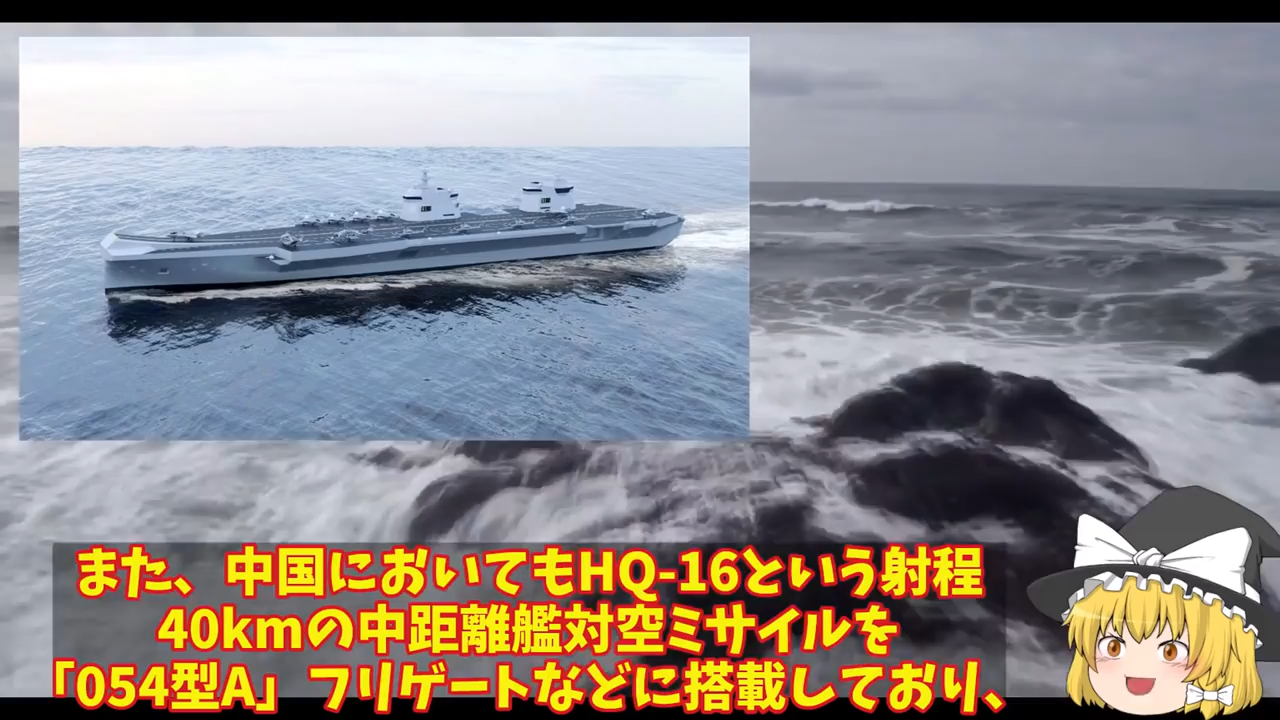 また、中国においてもHQ-16という射程
40kmの中距離艦対空ミサイルを
「054型A」フリゲートなどに搭載しており、